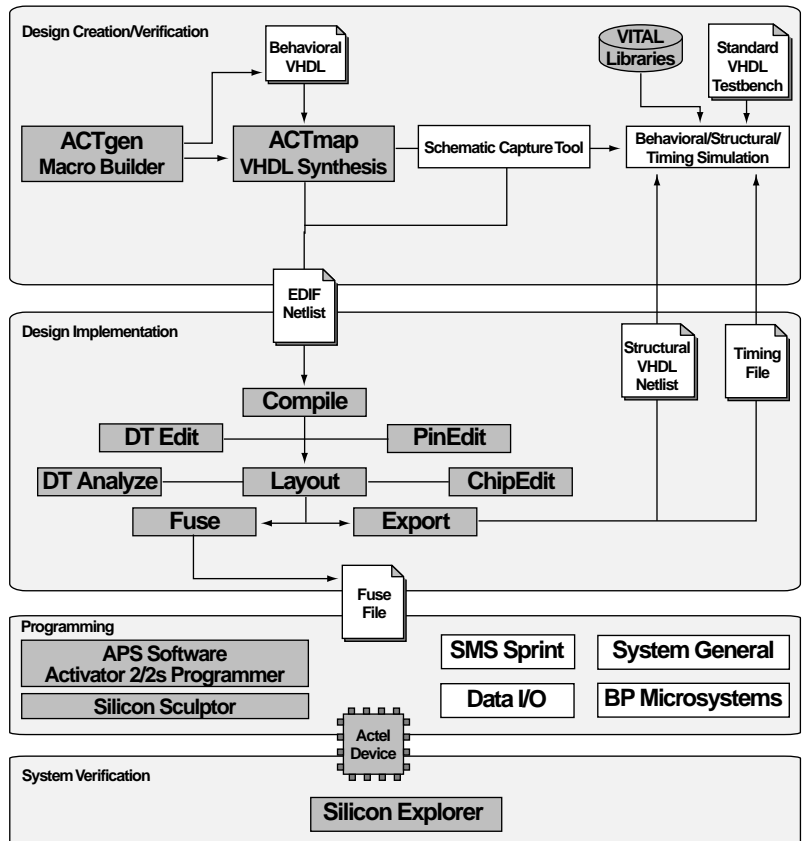 Design Creation/Verification
Behavioral
VHDL
VITAL
Libraries
Standard
VHDL
Testbench
ACTgen
Macro Builder
ACTmap
VHDL Synthesis
Schematic Capture Tool
Behavioral/Structural/
Timing Simulation
EDIF
Netlist
Design Implementation
Structural
VHDL
Netlist
Timing
File
Compile
DT Edit
PinEdit
DT Analyze
Layout
ChipEdit
Fuse
Export
Fuse
File
Programming
APS Software
Activator 2/2s Programmer
Silicon Sculptor
SMS Sprint
System General
Data I/O
BP Microsystems
Actel
Device
System Verification
Silicon Explorer